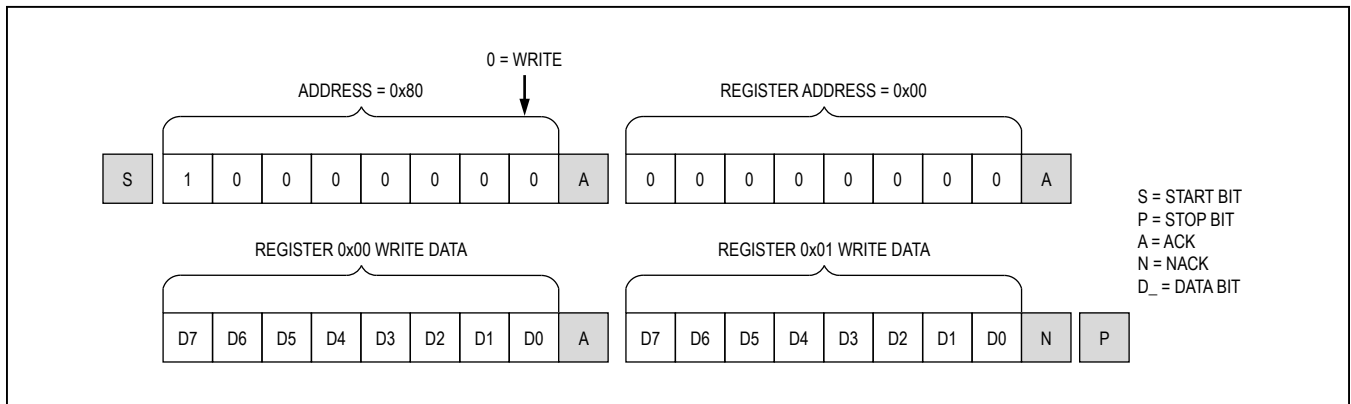 0 = WRITE
ADDRESS = 0x80
REGISTER ADDRESS = 0x00
S 1 0 0 0 0 0 0 0 A 0 0 0 0 0 0 0 0 A
S = START BIT
P = STOP BIT
A = ACK
N = NACK
D_ = DATA BIT
REGISTER 0x00 WRITE DATA
REGISTER 0x01 WRITE DATA
D7 D6 D5 D4 D3 D2 D1 D0 A D7 D6 D5 D4 D3 D2 D1 D0 N P